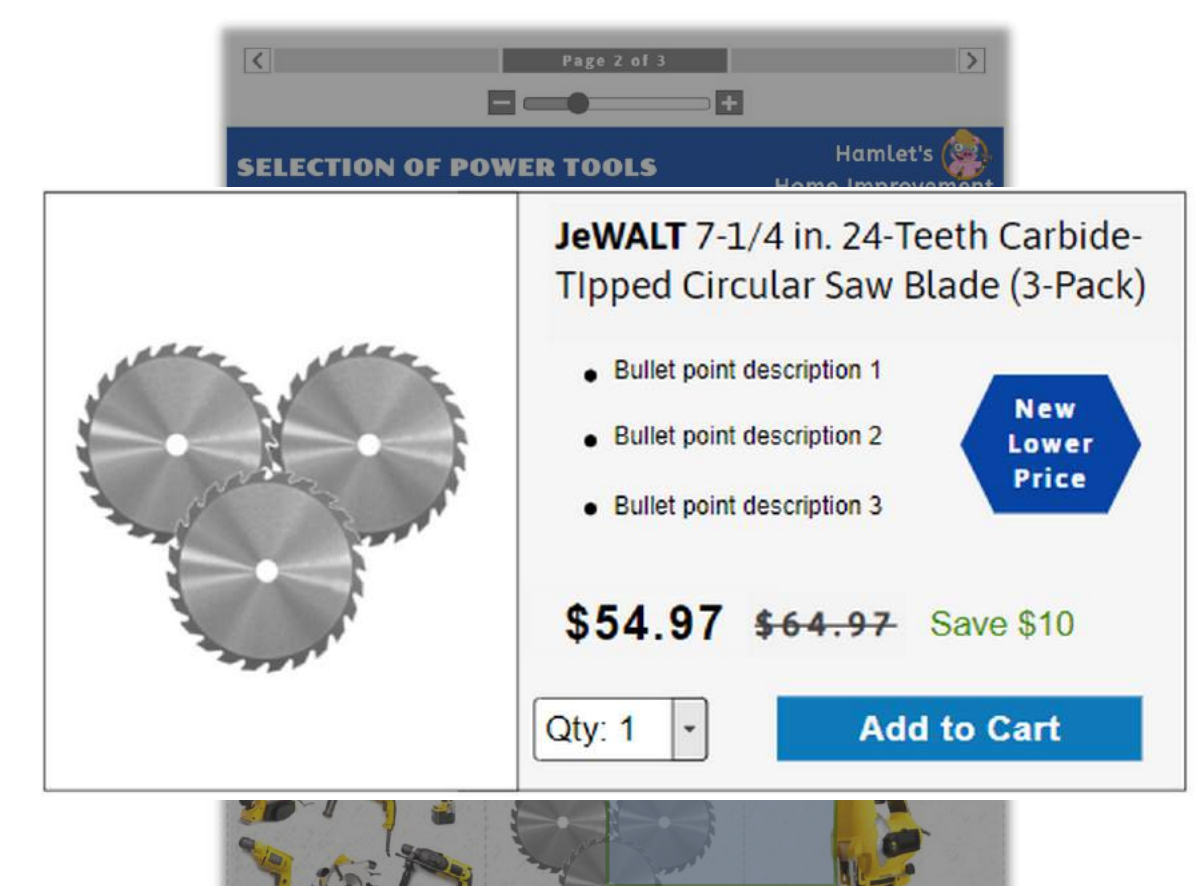 Page 2 of 3
SELECTION OF POWER TOOLS
Hamlet's
Home Improvement
JeWALT 7-1/4 in. 24-Teeth Carbide-
TIpped Circular Saw Blade (3-Pack)
Bullet point description 1
Bullet point description 2
Bullet point description 3
New
Lower
Price
$54.97 $64.97 Save $10
Qty: 1
Add to Cart